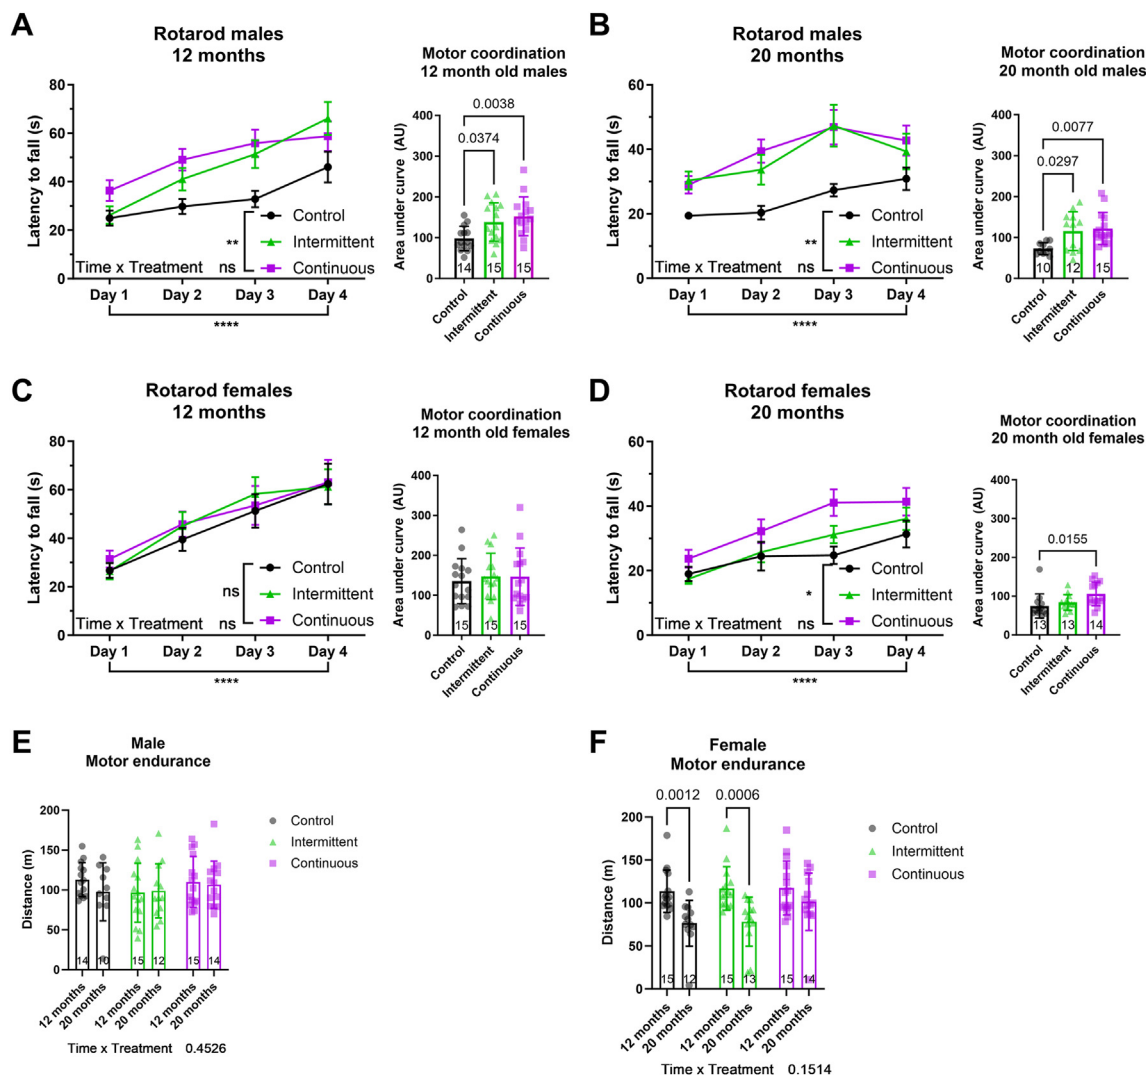 A
Rotarod males
12 months
Latency to fall (s)
80
60
40
20
0
Control
Intermittent
Continuous
**
Time x Treatment ns
Day 1 Day 2 Day 3 Day 4
****
Motor coordination
12 month old males
Area under curve (AU)
400
300
200
100
0
0.0038
0.0374
14 15 15
Control Intermittent Continuous
B
Rotarod males
20 months
Latency to fall (s)
60
40
20
0
Control
Intermittent
Continuous
**
Time x Treatment ns
Day 1 Day 2 Day 3 Day 4
****
Motor coordination
20 month old males
Area under curve (AU)
400
300
200
100
0
0.0077
0.0297
10 12 15
Control Intermittent Continuous
C
Rotarod females
12 months
Latency to fall (s)
80
60
40
20
0
Control
Intermittent
Continuous
ns
Time x Treatment ns
Day 1 Day 2 Day 3 Day 4
****
Motor coordination
12 month old females
Area under curve (AU)
400
300
200
100
0
15 15 15
Control Intermittent Continuous
D
Rotarod females
20 months
Latency to fall (s)
60
40
20
0
Control
Intermittent
Continuous
*
Time x Treatment ns
Day 1 Day 2 Day 3 Day 4
****
Motor coordination
20 month old females
Area under curve (AU)
400
300
200
100
0
0.0155
13 13 14
Control Intermittent Continuous
E
Male
Motor endurance
Distance (m)
200
150
100
50
0
Control
Intermittent
Continuous
14 10 15 12 15 14
12 months 20 months 12 months 20 months 12 months 20 months
Time x Treatment 0.4526
F
Female
Motor endurance
Distance (m)
200
150
100
50
0
0.0012 0.0006
Control
Intermittent
Continuous
15 12 15 13 15 14
12 months 20 months 12 months 20 months 12 months 20 months
Time x Treatment 0.1514